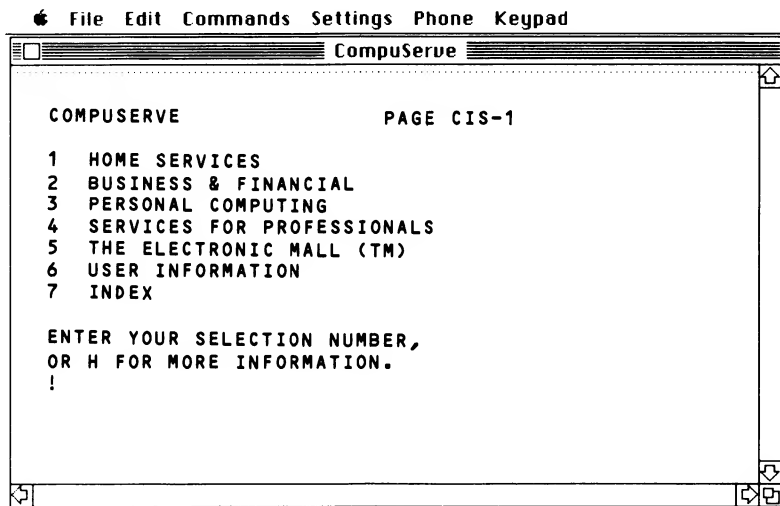 File Edit Commands Settings Phone Keypad
CompuServe
COMPUSERVE PAGE CIS-1
1 HOME SERVICES
2 BUSINESS & FINANCIAL
3 PERSONAL COMPUTING
4 SERVICES FOR PROFESSIONALS
5 THE ELECTRONIC MALL (TM)
6 USER INFORMATION
7 INDEX
ENTER YOUR SELECTION NUMBER,
OR H FOR MORE INFORMATION.
!